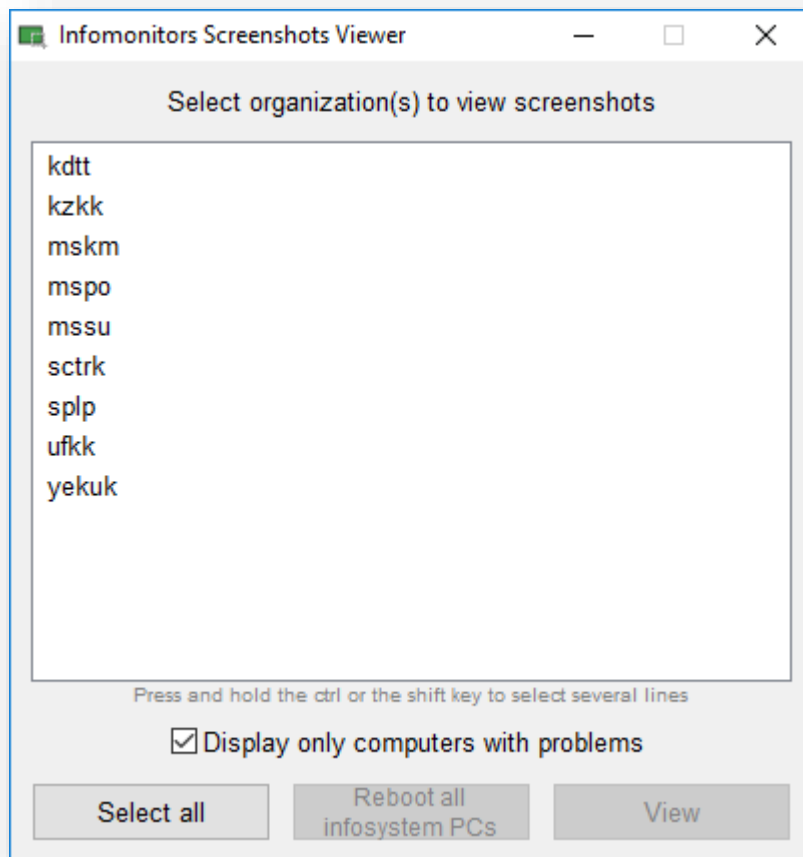 Infomonitors Screenshots Viewer
Select organization(s) to view screenshots
kdtt
kzkk
mskm
mspo
mssu
sctrk
splp
ufkk
yekuk
Press and hold the ctrl or the shift key to select several lines
Display only computers with problems
Select all
Reboot all
infosystem PCs
View